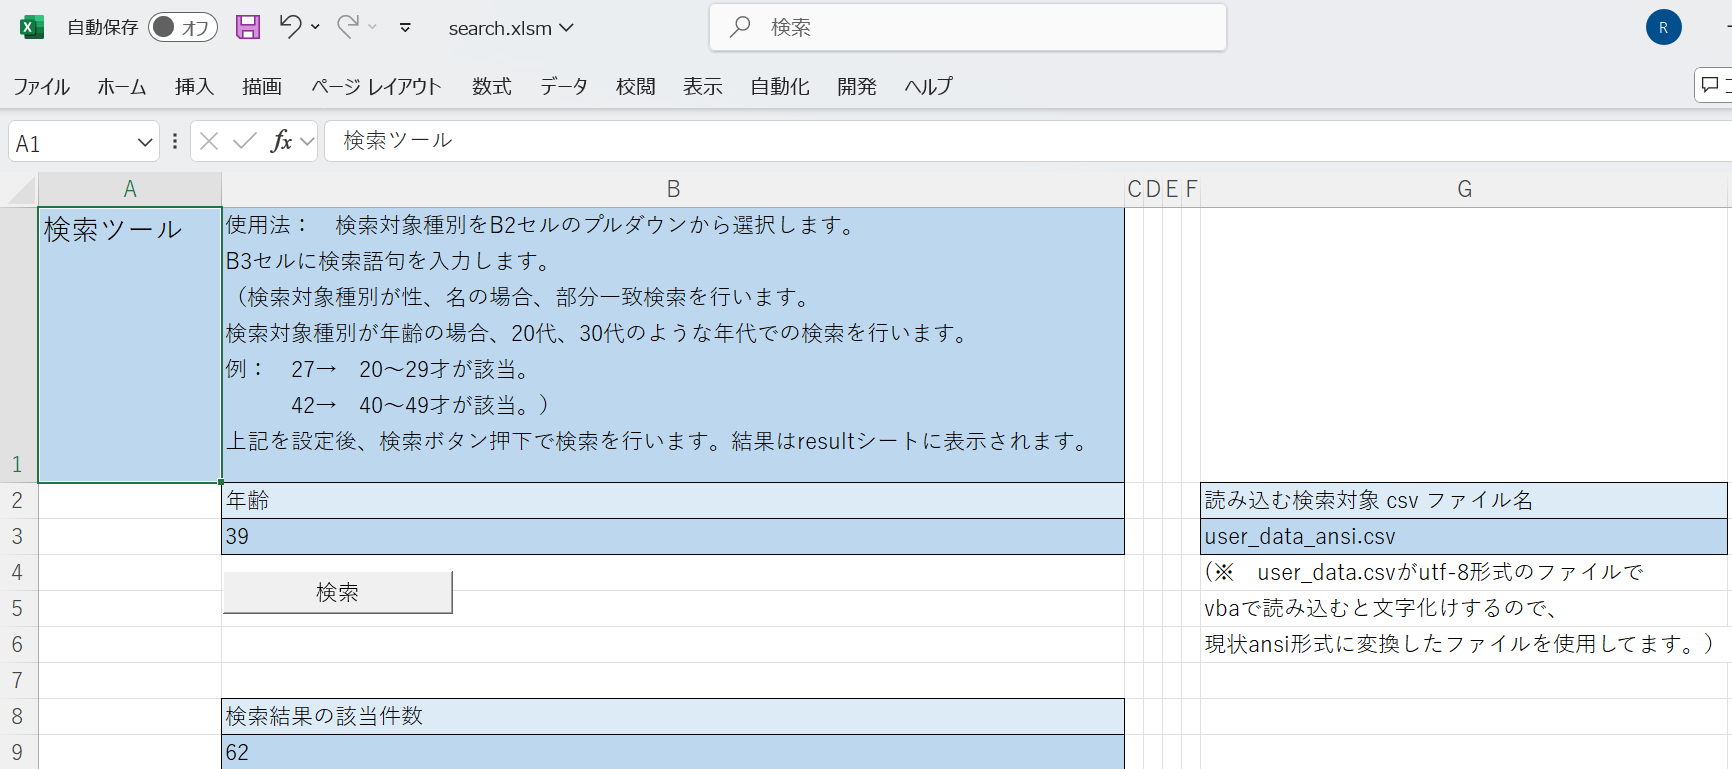 自動保存 オフ search.xlsm 検索 R
ファイル ホーム 挿入 描画 ページ レイアウト 数式 データ 校閲 表示 自動化 開発 ヘルプ
A1 fx 検索ツール
A B C D E F G
検索ツール
使用法：　検索対象種別をB2セルのプルダウンから選択します。
B3セルに検索語句を入力します。
（検索対象種別が性、名の場合、部分一致検索を行います。
検索対象種別が年齢の場合、20代、30代のような年代での検索を行います。
例：　27→　20～29才が該当。
42→　40～49才が該当。）
上記を設定後、検索ボタン押下で検索を行います。結果はresultシートに表示されます。
1
2 年齢 読み込む検索対象 csv ファイル名
3 39 user_data_ansi.csv
4 (※　user_data.csvがutf-8形式のファイルで
検索
5 vbaで読み込むと文字化けするので、
6 現状ansi形式に変換したファイルを使用してます。）
7
8 検索結果の該当件数
9 62